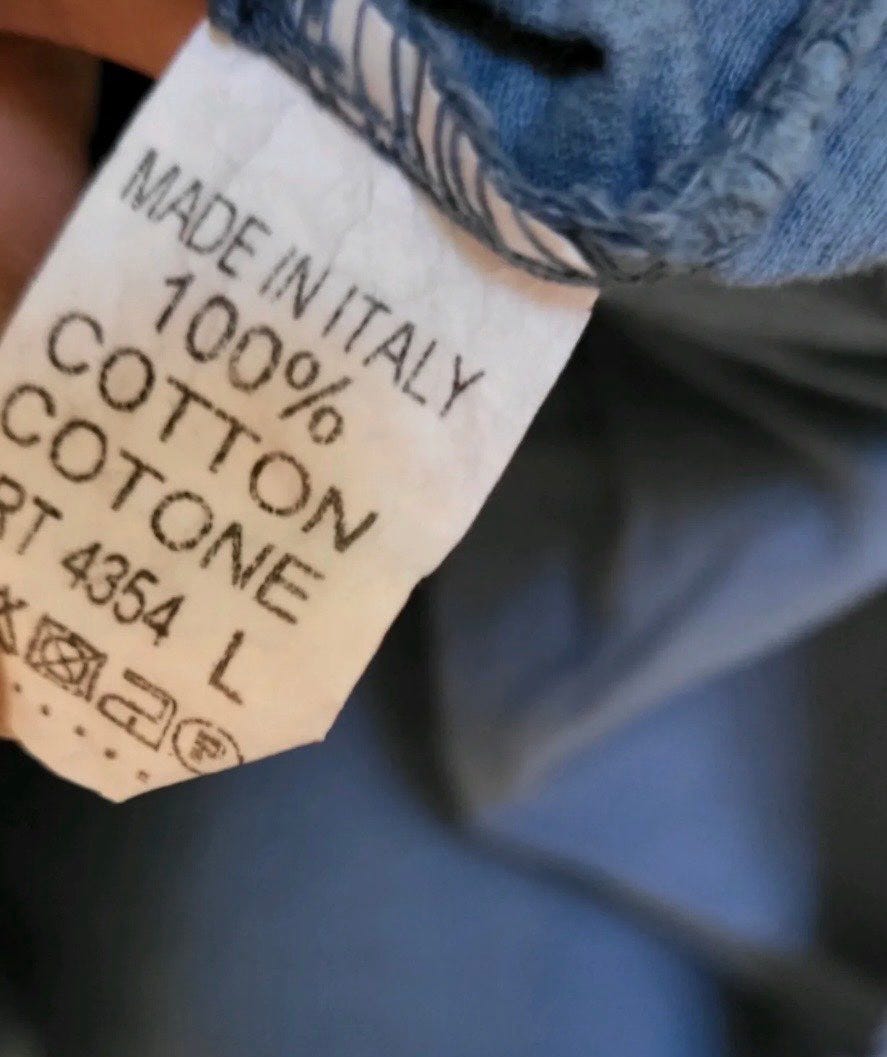 MADE IN ITALY
100%
COTTON
COTONE
RT 4354 L
P